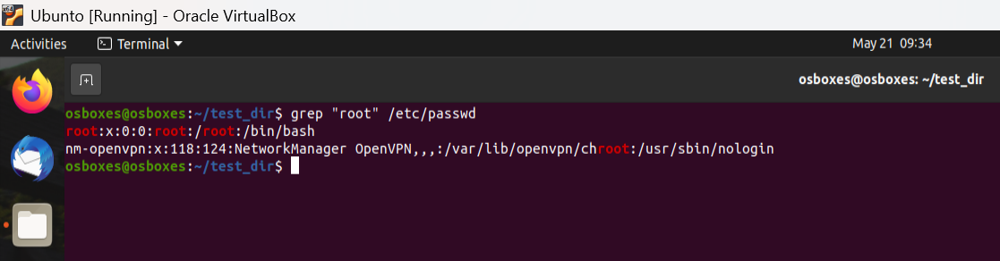 Ubunto [Running] - Oracle VirtualBox
Activities Terminal May 21 09:34
osboxes@osboxes: ~/test_dir
osboxes@osboxes:~/test_dir$ grep "root" /etc/passwd
root:x:0:0:root:/root:/bin/bash
nm-openvpn:x:118:124:NetworkManager OpenVPN,,,:/var/lib/openvpn/chroot:/usr/sbin/nologin
osboxes@osboxes:~/test_dir$